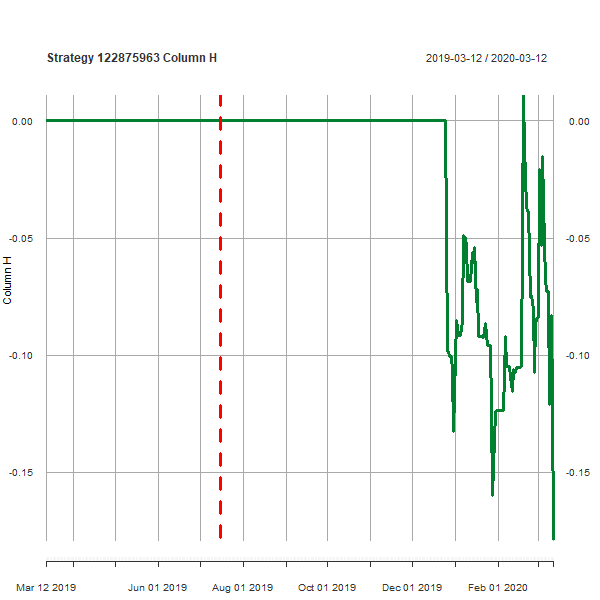 Strategy 122875963 Column H
2019-03-12 / 2020-03-12
0.00
0.00
-0.05
-0.05
Column H
-0.10
-0.10
-0.15
-0.15
Mar 12 2019
Jun 01 2019
Aug 01 2019
Oct 01 2019
Dec 01 2019
Feb 01 2020